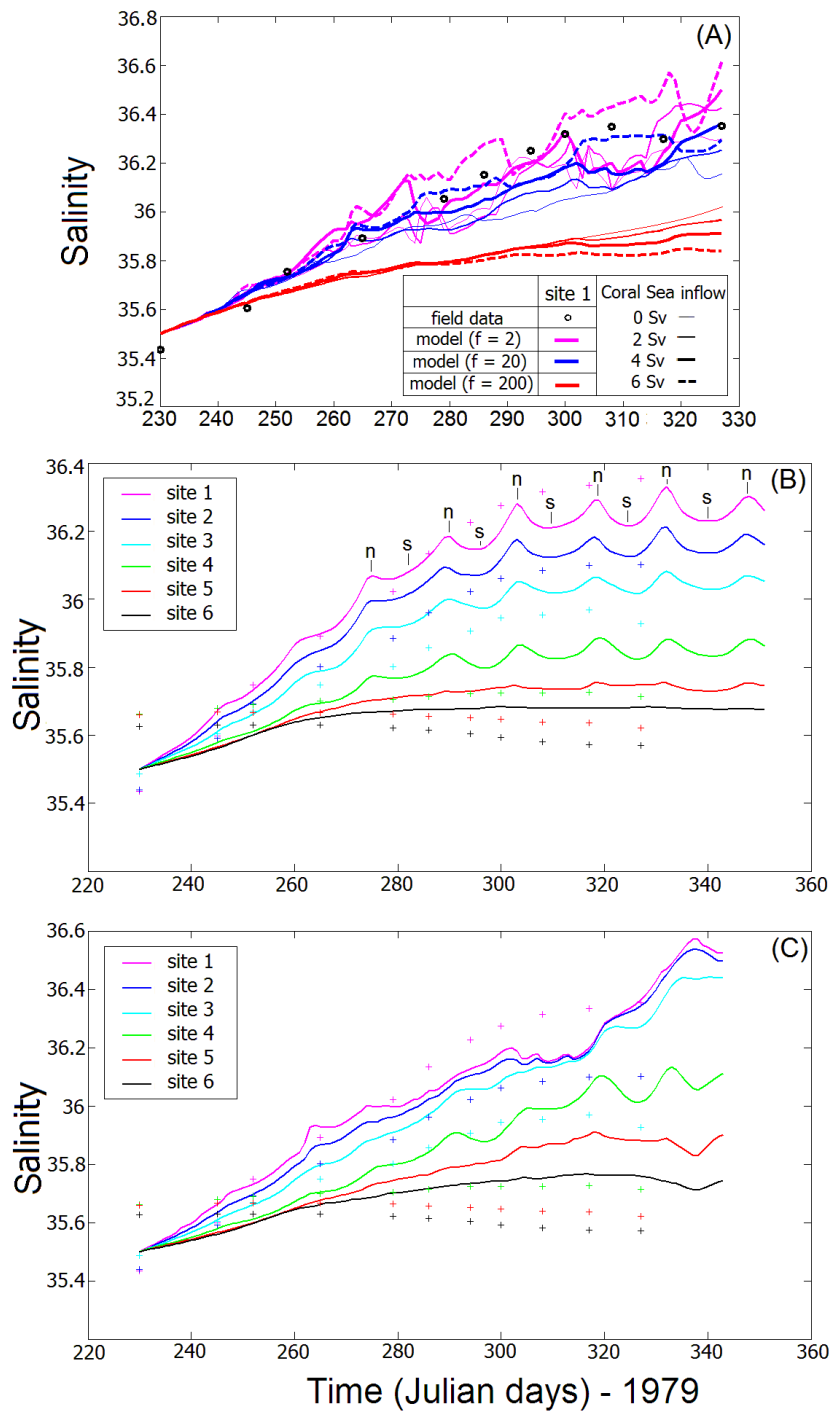 (A)
36.8
36.6
36.4
36.2
36
35.8
35.6
35.4
35.2
Salinity
site 1
Coral Sea inflow
field data
0 Sv
model (f = 2)
2 Sv
model (f = 20)
4 Sv
model (f = 200)
6 Sv
230 240 250 260 270 280 290 300 310 320 330
(B)
36.4
36.2
36
35.8
35.6
35.4
Salinity
site 1
site 2
site 3
site 4
site 5
site 6
n s n s n s n s n s n
220 240 260 280 300 320 340 360
(C)
36.6
36.4
36.2
36
35.8
35.6
35.4
Salinity
site 1
site 2
site 3
site 4
site 5
site 6
220 240 260 280 300 320 340 360
Time (Julian days) - 1979